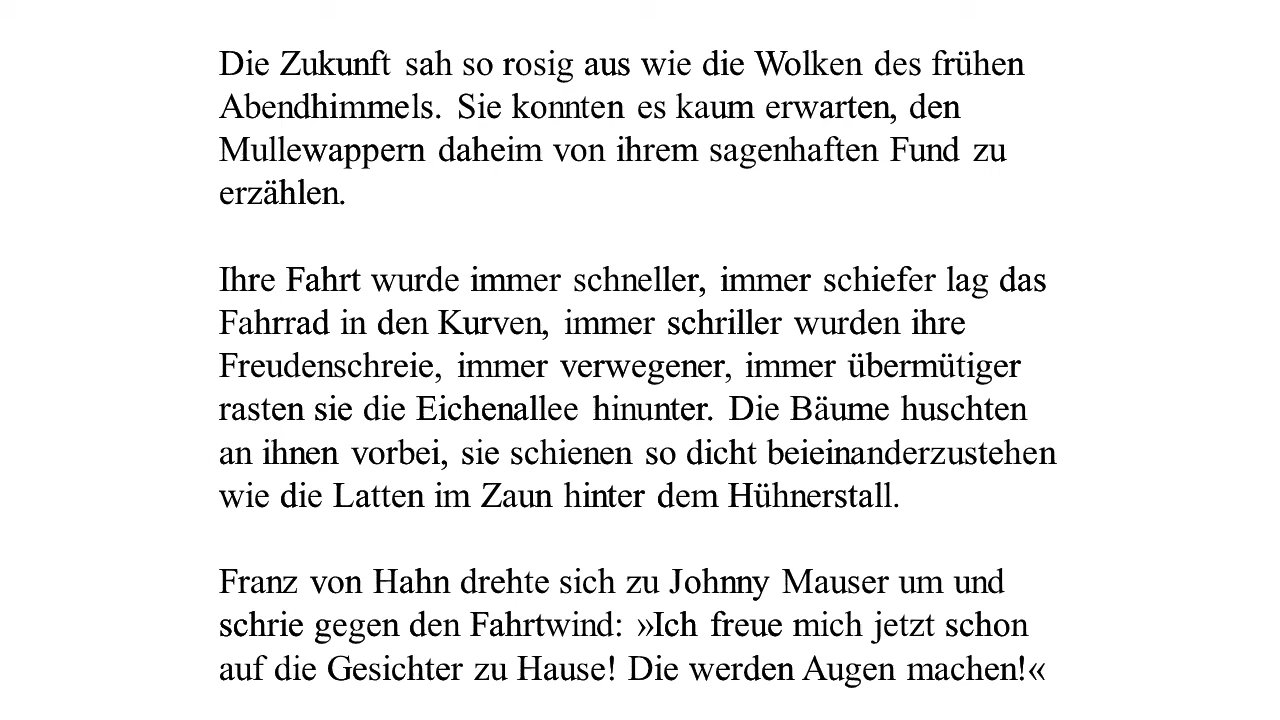 Die Zukunft sah so rosig aus wie die Wolken des frühen
Abendhimmels. Sie konnten es kaum erwarten, den
Mullewappern daheim von ihrem sagenhaften Fund zu
erzählen.
Ihre Fahrt wurde immer schneller, immer schiefer lag das
Fahrrad in den Kurven, immer schriller wurden ihre
Freudenschreie, immer verwegener, immer übermütiger
rasten sie die Eichenallee hinunter. Die Bäume huschten
an ihnen vorbei, sie schienen so dicht beieinanderzustehen
wie die Latten im Zaun hinter dem Hühnerstall.
Franz von Hahn drehte sich zu Johnny Mauser um und
schrie gegen den Fahrtwind: »Ich freue mich jetzt schon
auf die Gesichter zu Hause! Die werden Augen machen!«